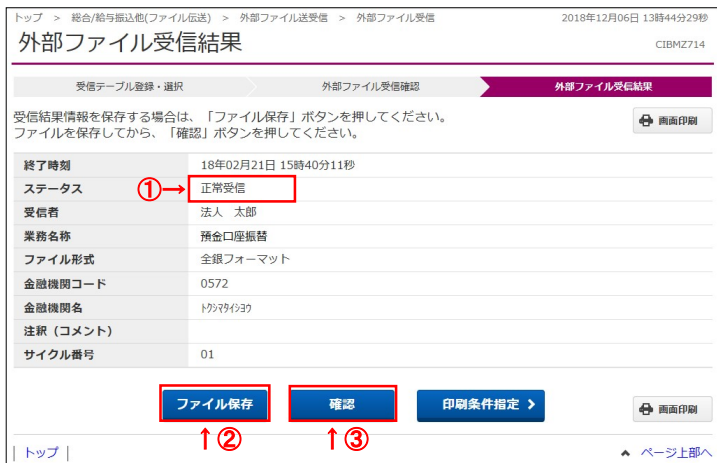 トップ > 総合/給与振込他(ファイル伝送) > 外部ファイル送受信 > 外部ファイル受信 2018年12月06日 13時44分29秒
外部ファイル受信結果 CIBMZ714
受信テーブル登録・選択 外部ファイル受信確認 外部ファイル受信結果
受信結果情報を保存する場合は、「ファイル保存」ボタンを押してください。
ファイルを保存してから、「確認」ボタンを押してください。
画面印刷
終了時刻 18年02月21日 15時40分11秒
ステータス ①→ 正常受信
受信者 法人 太郎
業務名称 預金口座振替
ファイル形式 全銀フォーマット
金融機関コード 0572
金融機関名 ﾄｸｼﾏﾀｲｼﾖｳ
注釈（コメント）
サイクル番号 01
ファイル保存 確認 印刷条件指定 > 画面印刷
↑② ↑③
| トップ | ページ上部へ